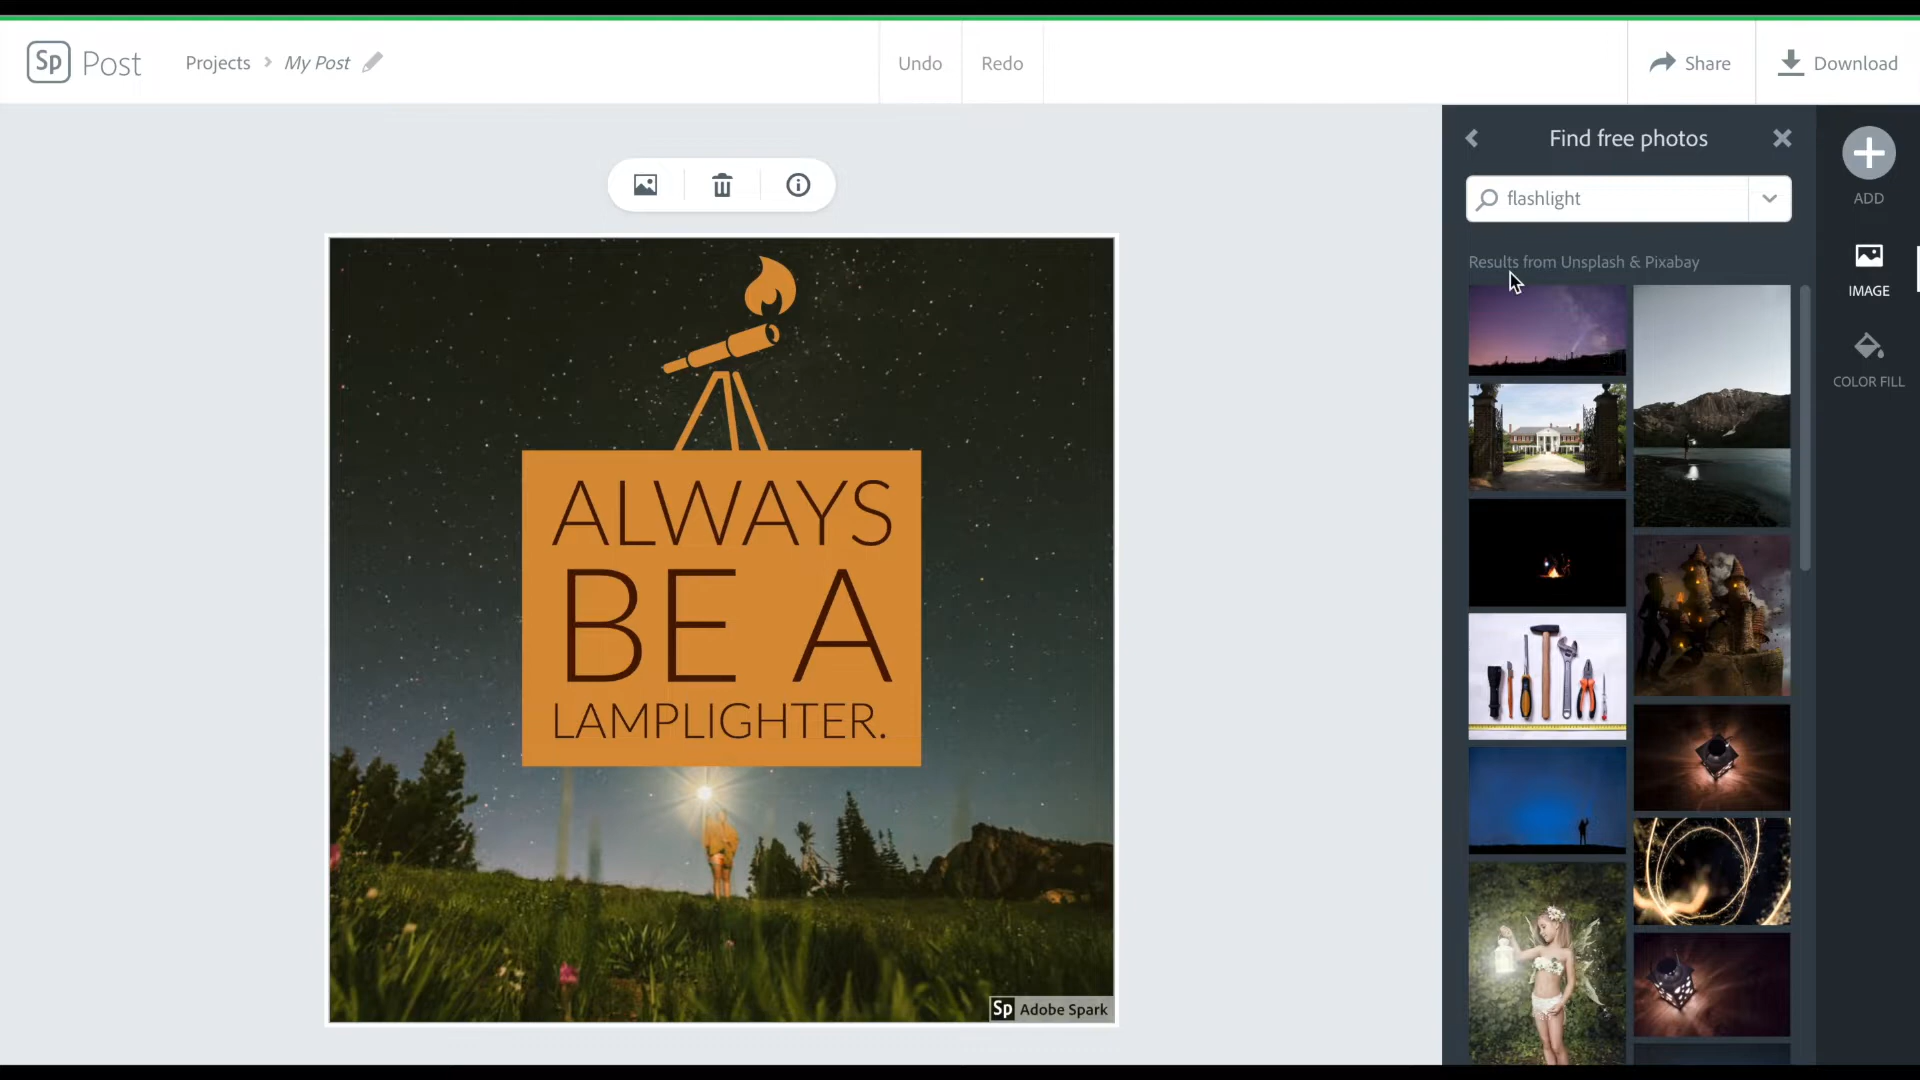 Sp Post
Projects > My Post
Undo
Redo
Share
Download
Find free photos
flashlight
Results from Unsplash & Pixabay
ADD
IMAGE
COLOR FILL
ALWAYS
BE A
LAMPLIGHTER.
Sp Adobe Spark